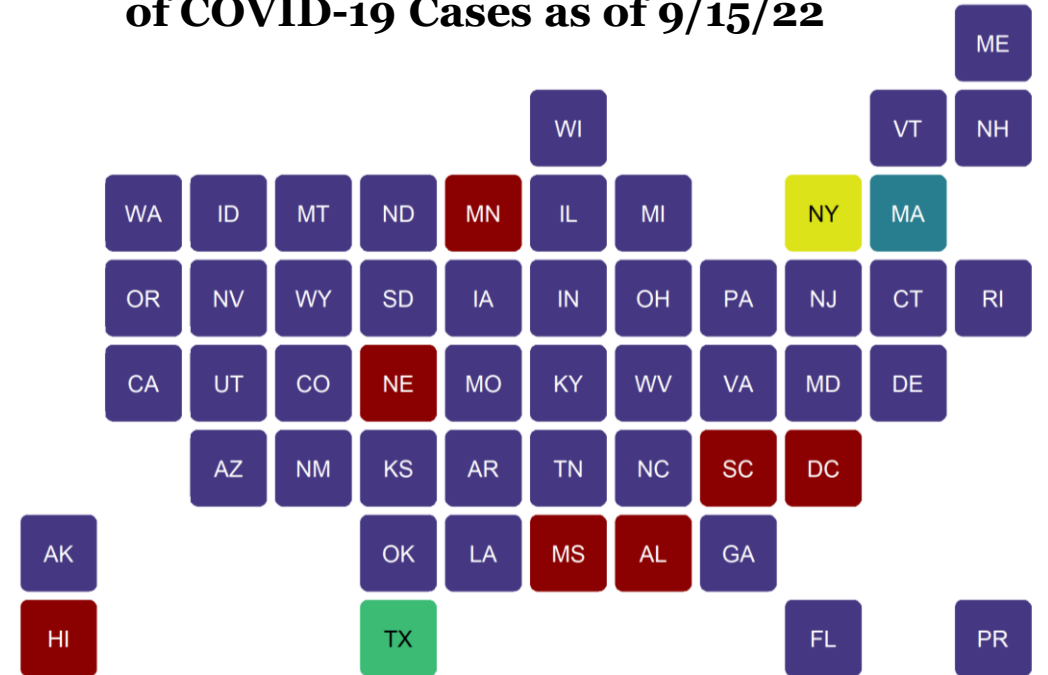 of COVID-19 Cases as of 9/15/22
ME
WI VT NH
WA ID MT ND MN IL MI NY MA
OR NV WY SD IA IN OH PA NJ CT RI
CA UT CO NE MO KY WV VA MD DE
AZ NM KS AR TN NC SC DC
AK OK LA MS AL GA
HI TX FL PR